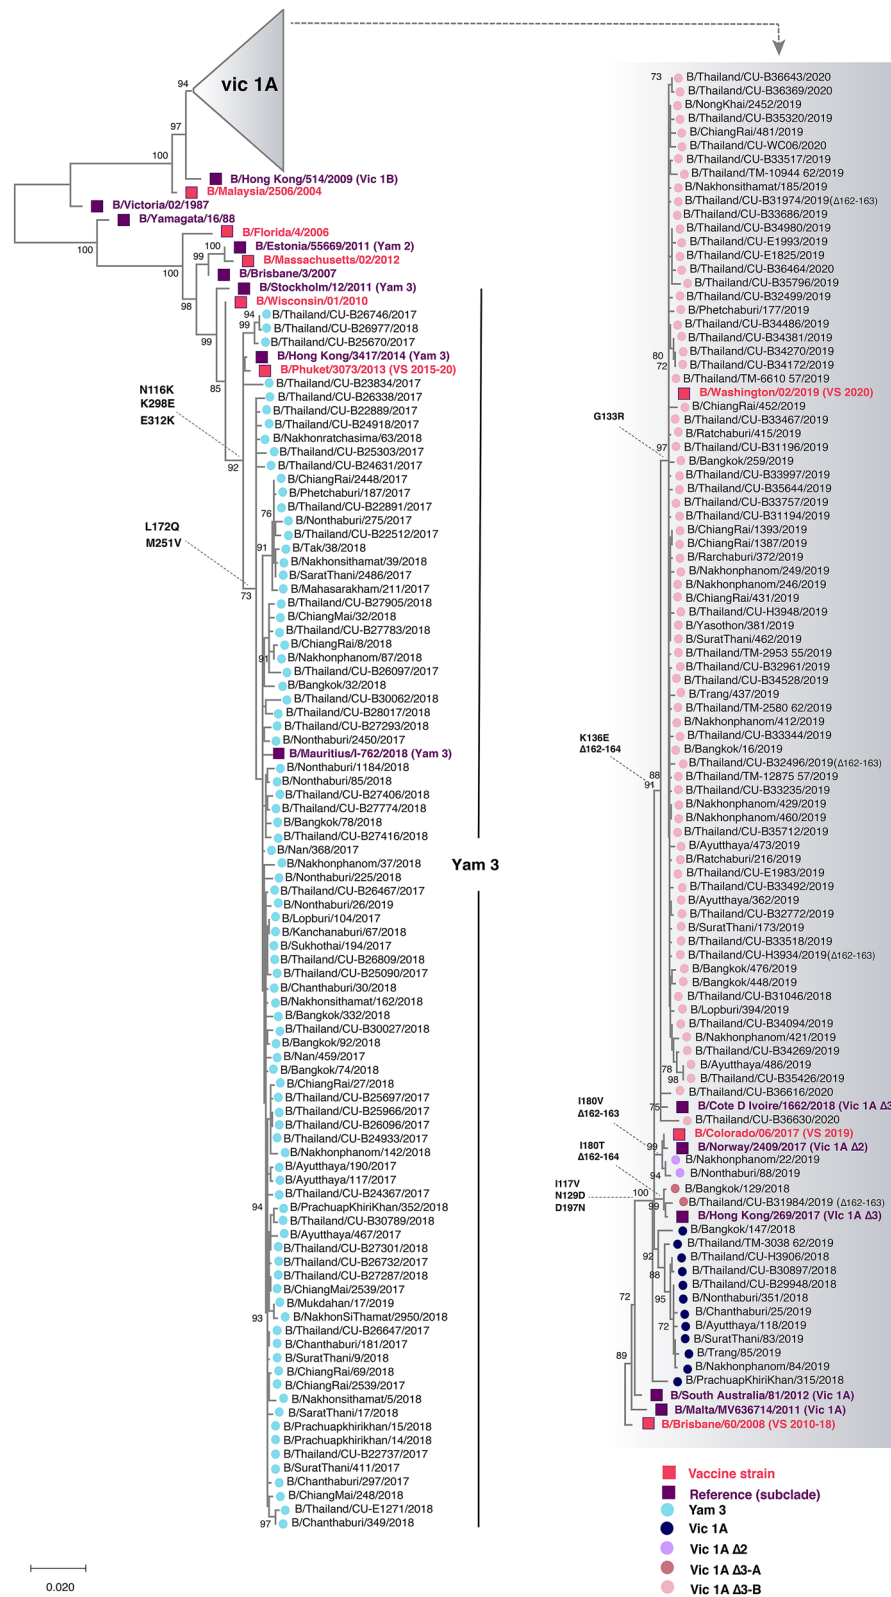 vic 1A
94
97
100
B/Hong Kong/514/2009 (Vic 1B)
B/Malaysia/2506/2004
B/Victoria/02/1987
B/Yamagata/16/88
100
B/Florida/4/2006
100
B/Estonia/55669/2011 (Yam 2)
99
B/Massachusetts/02/2012
100
B/Brisbane/3/2007
B/Stockholm/12/2011 (Yam 3)
98
B/Wisconsin/01/2010
94
B/Thailand/CU-B26746/2017
99
B/Thailand/CU-B26977/2018
99
B/Thailand/CU-B25670/2017
B/Hong Kong/3417/2014 (Yam 3)
B/Phuket/3073/2013 (VS 2015-20)
85
B/Thailand/CU-B23834/2017
N116K
K298E
E312K
B/Thailand/CU-B26338/2017
B/Thailand/CU-B22889/2017
B/Thailand/CU-B24918/2017
B/Nakhonratchasima/63/2018
B/Thailand/CU-B25303/2017
92
B/Thailand/CU-B24631/2017
B/ChiangRai/2448/2017
B/Phetchaburi/187/2017
B/Thailand/CU-B22891/2017
76
B/Nonthaburi/275/2017
L172Q
M251V
B/Thailand/CU-B22512/2017
91
B/Tak/38/2018
B/Nakhonsithamat/39/2018
B/SaratThani/2486/2017
B/Mahasarakham/211/2017
73
B/Thailand/CU-B27905/2018
B/ChiangMai/32/2018
B/Thailand/CU-B27783/2018
B/ChiangRai/8/2018
91
B/Nakhonphanom/87/2018
B/Thailand/CU-B26097/2017
B/Bangkok/32/2018
B/Thailand/CU-B30062/2018
B/Thailand/CU-B28017/2018
B/Thailand/CU-B27293/2018
B/Nonthaburi/2450/2017
B/Mauritius/I-762/2018 (Yam 3)
B/Nonthaburi/1184/2018
B/Nonthaburi/85/2018
B/Thailand/CU-B27406/2018
B/Thailand/CU-B27774/2018
B/Bangkok/78/2018
B/Thailand/CU-B27416/2018
B/Nan/368/2017
Yam 3
B/Nakhonphanom/37/2018
B/Nonthaburi/225/2018
B/Thailand/CU-B26467/2017
B/Nonthaburi/26/2019
B/Lopburi/104/2017
B/Kanchanaburi/67/2018
B/Sukhothai/194/2017
B/Thailand/CU-B26809/2018
B/Thailand/CU-B25090/2017
B/Chanthaburi/30/2018
B/Nakhonsithamat/162/2018
B/Bangkok/332/2018
B/Thailand/CU-B30027/2018
B/Bangkok/92/2018
B/Nan/459/2017
B/Bangkok/74/2018
B/ChiangRai/27/2018
B/Thailand/CU-B25697/2017
B/Thailand/CU-B25966/2017
B/Thailand/CU-B26096/2017
B/Thailand/CU-B24933/2017
B/Nakhonphanom/142/2018
B/Ayutthaya/190/2017
B/Ayutthaya/117/2017
B/Thailand/CU-B24367/2017
94
B/PrachuapKhiriKhan/352/2018
B/Thailand/CU-B30789/2018
B/Ayutthaya/467/2017
B/Thailand/CU-B27301/2018
B/Thailand/CU-B26732/2017
B/Thailand/CU-B27287/2018
B/ChiangMai/2539/2017
B/Mukdahan/17/2019
93
B/NakhonSiThamat/2950/2018
B/Thailand/CU-B26647/2017
B/Chanthaburi/181/2017
B/SuratThani/9/2018
B/ChiangRai/69/2018
B/ChiangRai/2539/2017
B/Nakhonsithamat/5/2018
B/SaratThani/17/2018
B/Prachuapkhirikhan/15/2018
B/Prachuapkhirikhan/14/2018
B/Thailand/CU-B22737/2017
B/SuratThani/411/2017
B/Chanthaburi/297/2017
B/ChiangMai/248/2018
B/Thailand/CU-E1271/2018
97
B/Chanthaburi/349/2018
0.020
73
B/Thailand/CU-B36643/2020
B/Thailand/CU-B36369/2020
B/NongKhai/2452/2019
B/Thailand/CU-B35320/2019
B/ChiangRai/481/2019
B/Thailand/CU-WC06/2020
B/Thailand/CU-B33517/2019
B/Thailand/TM-10944 62/2019
B/Nakhonsithamat/185/2019
B/Thailand/CU-B31974/2019(Δ162-163)
B/Thailand/CU-B33686/2019
B/Thailand/CU-B34980/2019
B/Thailand/CU-E1993/2019
B/Thailand/CU-E1825/2019
B/Thailand/CU-B36464/2020
B/Thailand/CU-B35796/2019
B/Thailand/CU-B32499/2019
B/Phetchaburi/177/2019
B/Thailand/CU-B34486/2019
B/Thailand/CU-B34381/2019
80
B/Thailand/CU-B34270/2019
72
B/Thailand/CU-B34172/2019
B/Thailand/TM-6610 57/2019
B/Washington/02/2019 (VS 2020)
B/ChiangRai/452/2019
G133R
B/Thailand/CU-B33467/2019
B/Ratchaburi/415/2019
97
B/Thailand/CU-B31196/2019
B/Bangkok/259/2019
B/Thailand/CU-B33997/2019
B/Thailand/CU-B35644/2019
B/Thailand/CU-B33757/2019
B/Thailand/CU-B31194/2019
B/ChiangRai/1393/2019
B/ChiangRai/1387/2019
B/Rarchaburi/372/2019
B/Nakhonphanom/249/2019
B/Nakhonphanom/246/2019
B/ChiangRai/431/2019
B/Thailand/CU-H3948/2019
B/Yasothon/381/2019
B/SuratThani/462/2019
B/Thailand/TM-2953 55/2019
B/Thailand/CU-B32961/2019
B/Thailand/CU-B34528/2019
B/Trang/437/2019
B/Thailand/TM-2580 62/2019
B/Nakhonphanom/412/2019
B/Thailand/CU-B33344/2019
K136E
Δ162-164
B/Bangkok/16/2019
B/Thailand/CU-B32496/2019(Δ162-163)
88
B/Thailand/TM-12875 57/2019
91
B/Thailand/CU-B33235/2019
B/Nakhonphanom/429/2019
B/Nakhonphanom/460/2019
B/Thailand/CU-B35712/2019
B/Ayutthaya/473/2019
B/Ratchaburi/216/2019
B/Thailand/CU-E1983/2019
B/Thailand/CU-B33492/2019
B/Ayutthaya/362/2019
B/Thailand/CU-B32772/2019
B/SuratThani/173/2019
B/Thailand/CU-B33518/2019
B/Thailand/CU-H3934/2019(Δ162-163)
B/Bangkok/476/2019
B/Bangkok/448/2019
B/Thailand/CU-B31046/2018
B/Lopburi/394/2019
B/Thailand/CU-B34094/2019
B/Nakhonphanom/421/2019
B/Thailand/CU-B34269/2019
78
B/Ayutthaya/486/2019
98
B/Thailand/CU-B35426/2019
B/Thailand/CU-B36616/2020
75
B/Cote D Ivoire/1662/2018 (Vic 1A Δ3
I180V
Δ162-163
B/Thailand/CU-B36630/2020
B/Colorado/06/2017 (VS 2019)
99
B/Norway/2409/2017 (Vic 1A Δ2)
I180T
Δ162-164
B/Nakhonphanom/22/2019
94
B/Nonthaburi/88/2019
I117V
N129D
D197N
100
B/Bangkok/129/2018
B/Thailand/CU-B31984/2019 (Δ162-163)
99
B/Hong Kong/269/2017 (VIc 1A Δ3)
B/Bangkok/147/2018
B/Thailand/TM-3038 62/2019
92
B/Thailand/CU-H3906/2018
88
B/Thailand/CU-B30897/2018
B/Thailand/CU-B29948/2018
72
95
B/Nonthaburi/351/2018
B/Chanthaburi/25/2019
72
B/Ayutthaya/118/2019
B/SuratThani/83/2019
89
B/Trang/85/2019
B/Nakhonphanom/84/2019
B/PrachuapKhiriKhan/315/2018
B/South Australia/81/2012 (Vic 1A)
B/Malta/MV636714/2011 (Vic 1A)
B/Brisbane/60/2008 (VS 2010-18)
Vaccine strain
Reference (subclade)
Yam 3
Vic 1A
Vic 1A Δ2
Vic 1A Δ3-A
Vic 1A Δ3-B